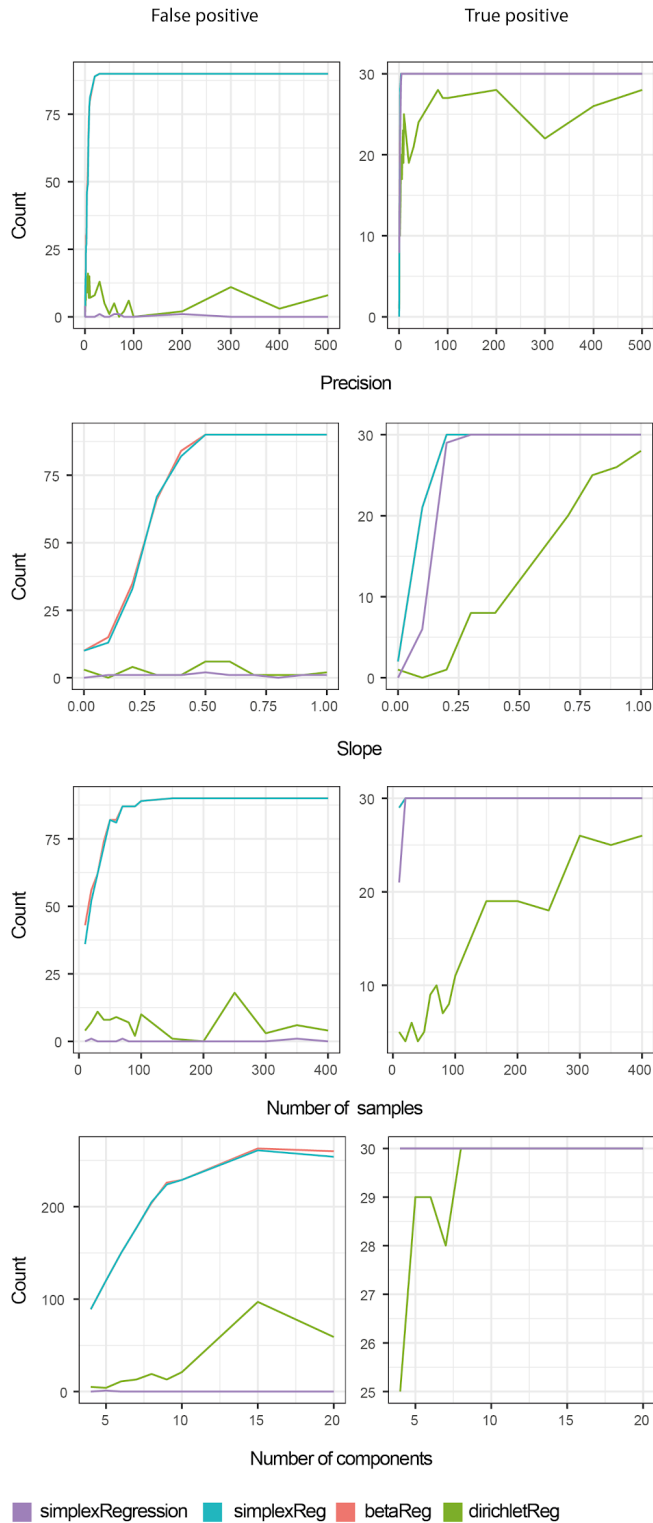 False positive True positive
Count
75
50
25
0
0 100 200 300 400 500
30
20
10
0
0 100 200 300 400 500
Precision
Count
75
50
25
0
0.00 0.25 0.50 0.75 1.00
30
20
10
0
0.00 0.25 0.50 0.75 1.00
Slope
Count
75
50
25
0
0 100 200 300 400
30
20
10
0 100 200 300 400
Number of samples
Count
200
100
0
5 10 15 20
30
29
28
27
26
25
5 10 15 20
Number of components
simplexRegression simplexReg betaReg dirichletReg